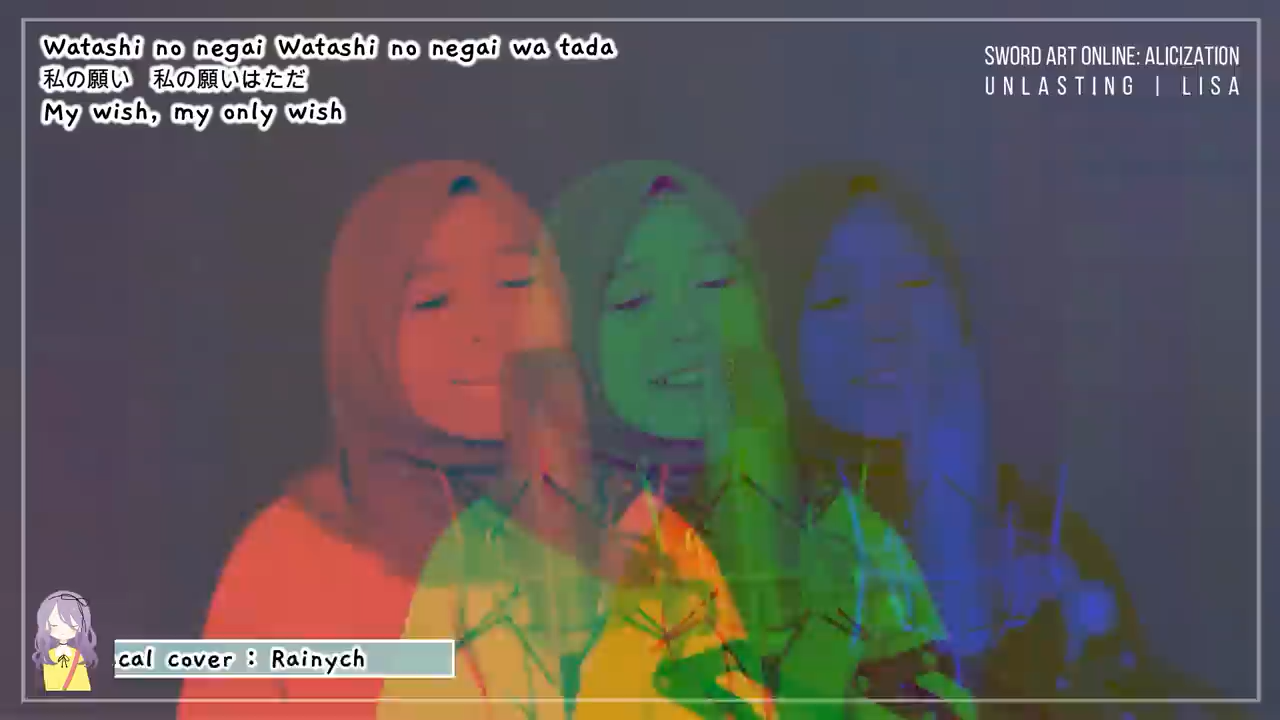 Watashi no negai Watashi no negai wa tada
私の願い 私の願いはただ
My wish, my only wish
SWORD ART ONLINE: ALICIZATION
UNLASTING | LISA
cal cover : Rainych